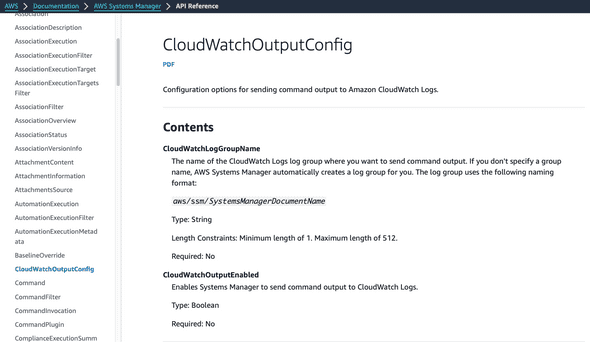 AWS > Documentation > AWS Systems Manager > API Reference
Association
AssociationDescription
AssociationExecution
AssociationExecutionFilter
AssociationExecutionTarget
AssociationExecutionTargets
Filter
AssociationFilter
AssociationOverview
AssociationStatus
AssociationVersionInfo
AttachmentContent
AttachmentInformation
AttachmentsSource
AutomationExecution
AutomationExecutionFilter
AutomationExecutionMetad
ata
BaselineOverride
CloudWatchOutputConfig
Command
CommandFilter
CommandInvocation
CommandPlugin
ComplianceExecutionSumm
CloudWatchOutputConfig
PDF
Configuration options for sending command output to Amazon CloudWatch Logs.
Contents
CloudWatchLogGroupName
The name of the CloudWatch Logs log group where you want to send command output. If you don't specify a group
name, AWS Systems Manager automatically creates a log group for you. The log group uses the following naming
format:
aws/ssm/SystemsManagerDocumentName
Type: String
Length Constraints: Minimum length of 1. Maximum length of 512.
Required: No
CloudWatchOutputEnabled
Enables Systems Manager to send command output to CloudWatch Logs.
Type: Boolean
Required: No